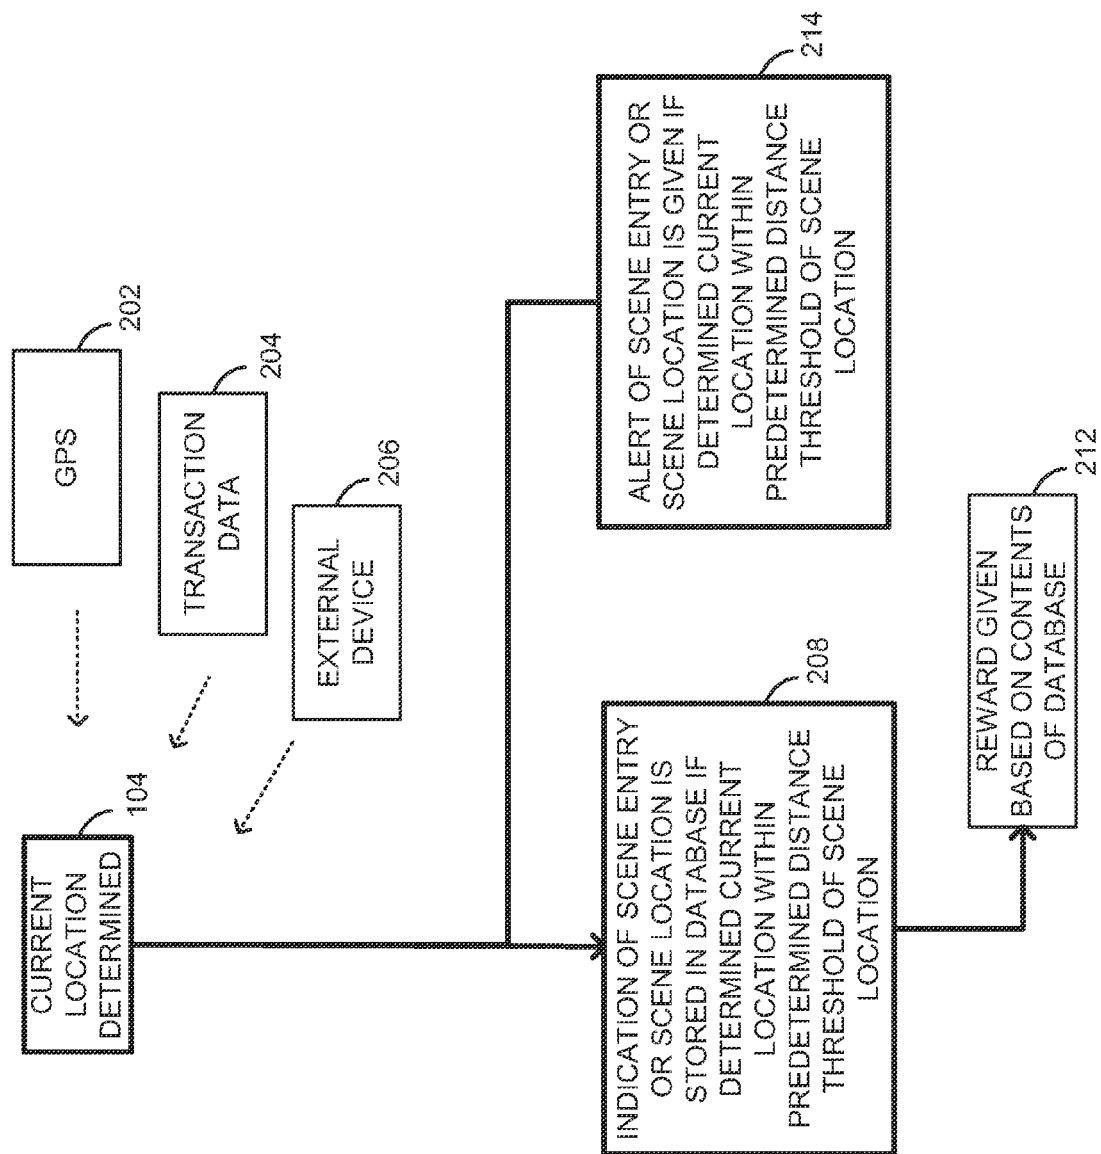 CURRENT
LOCATION
DETERMINED
104
GPS
202
TRANSACTION
DATA
204
EXTERNAL
DEVICE
206
INDICATION OF SCENE ENTRY
OR SCENE LOCATION IS
STORED IN DATABASE IF
DETERMINED CURRENT
LOCATION WITHIN
PREDETERMINED DISTANCE
THRESHOLD OF SCENE
LOCATION
208
ALERT OF SCENE ENTRY OR
SCENE LOCATION IS GIVEN IF
DETERMINED CURRENT
LOCATION WITHIN
PREDETERMINED DISTANCE
THRESHOLD OF SCENE
LOCATION
214
REWARD GIVEN
BASED ON CONTENTS
OF DATABASE
212